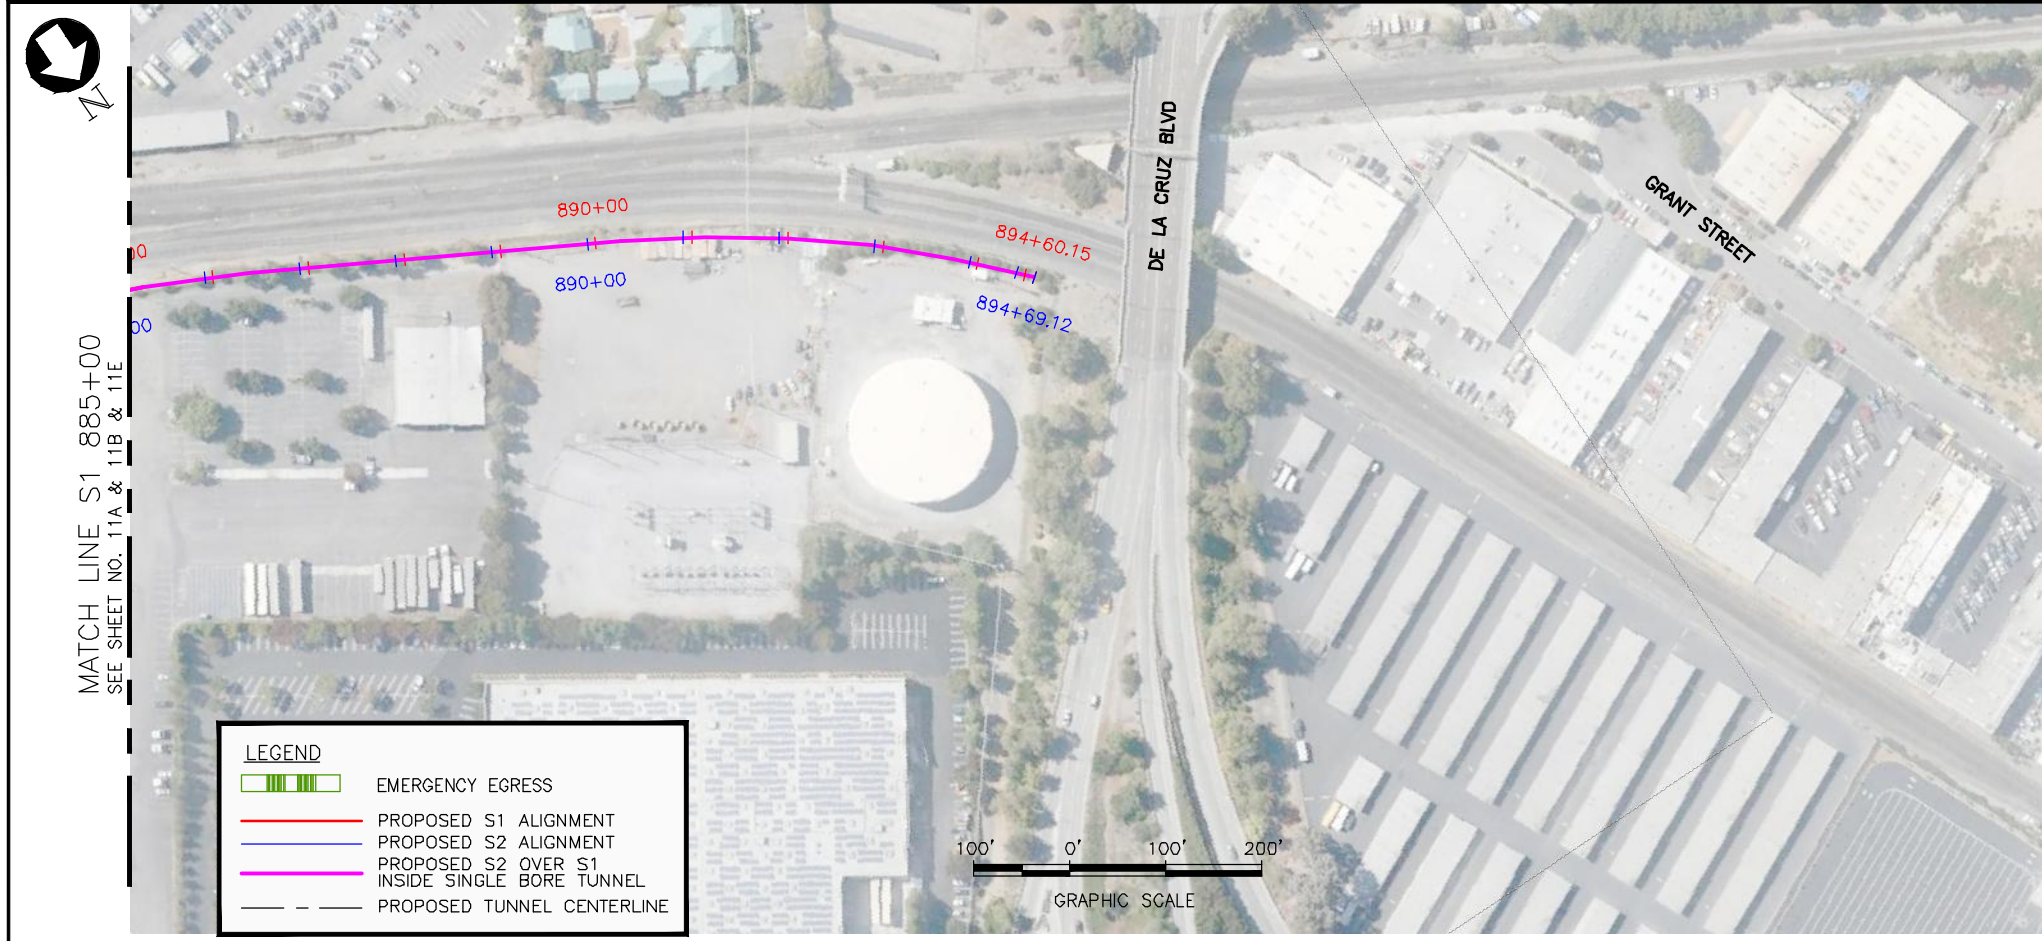 N
MATCH LINE S1 885+00
SEE SHEET NO. 11A & 11B & 11E
00
00
890+00
890+00
894+60.15
894+69.12
DE LA CRUZ BLVD
GRANT STREET
LEGEND
EMERGENCY EGRESS
PROPOSED S1 ALIGNMENT
PROPOSED S2 ALIGNMENT
PROPOSED S2 OVER S1
INSIDE SINGLE BORE TUNNEL
PROPOSED TUNNEL CENTERLINE
100' 0' 100' 200'
GRAPHIC SCALE